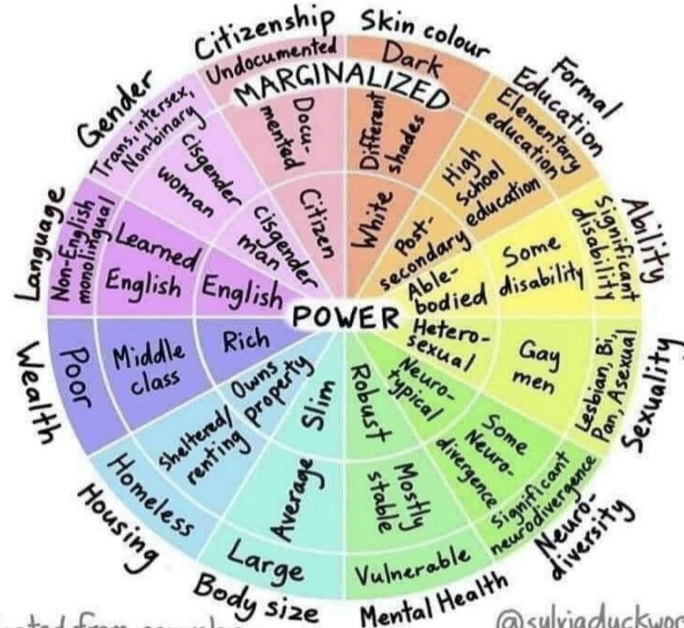 Citizenship
Undocumented
Docu-
mented
Citizen
Skin colour
Dark
Different
shades
White
Formal
Education
Elementary
education
High
School
education
Post-
secondary
Ability
Significant
disability
Some
disability
Able-
bodied
Sexuality
Lesbian, Bi,
Pan, Asexual
Gay
men
Hetero-
sexual
Neuro-
diversity
Significant
neurodivergence
Some
Neuro-
divergence
Neuro-
typical
Mental Health
Vulnerable
Mostly
stable
Robust
Body size
Large
Average
Slim
Housing
Homeless
Sheltered/
renting
Owns
property
Wealth
Poor
Middle
class
Rich
Language
Non-English
monolingual
Learned
English
English
Gender
Trans, intersex,
Non-binary
Cisgender
woman
Cisgender
man
MARGINALIZED
POWER
@sylviaduckwor